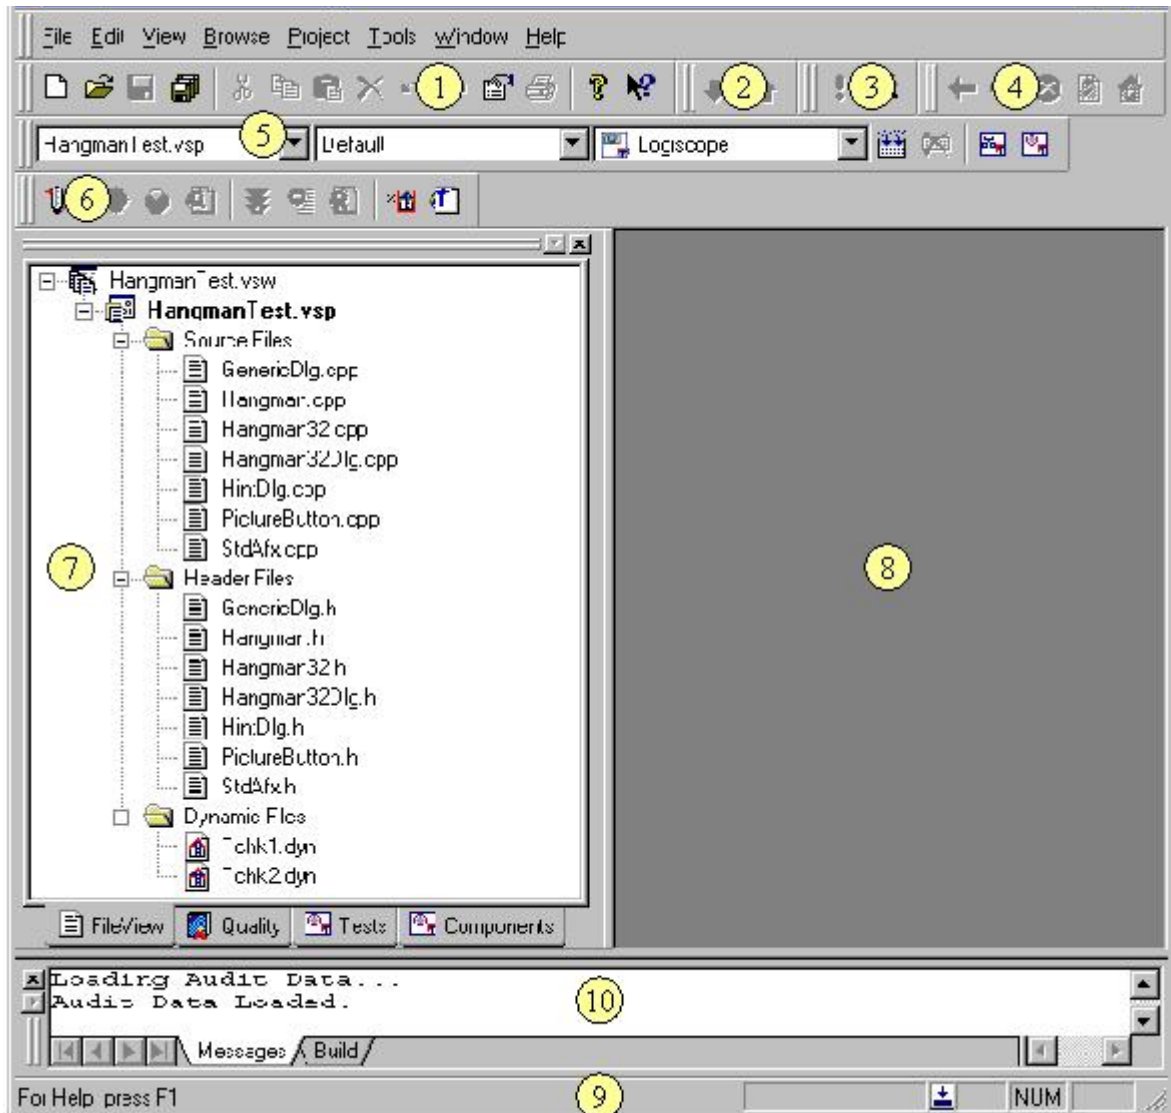 File Edit View Browse Project Tools Window Help
1 2 3 4
HangmanTest.vsp 5 Default Logiscope
6
HangmanTest.vsw
HangmanTest.vsp
Source Files
GenericDlg.cpp
Hangman.cpp
Hangman32.cpp
Hangman32Dlg.cpp
HintDlg.cpp
PictureButton.cpp
StdAfx.cpp
7
Header Files
8
GenericDlg.h
Hangman.h
Hangman32.h
Hangman32Dlg.h
HintDlg.h
PictureButton.h
StdAfx.h
Dynamic Files
Tchk1.dyn
Tchk2.dyn
FileView Quality Tests Components
Loading Audit Data...
Audit Data Loaded.
10
Messages Build
For Help press F1 9 NUM